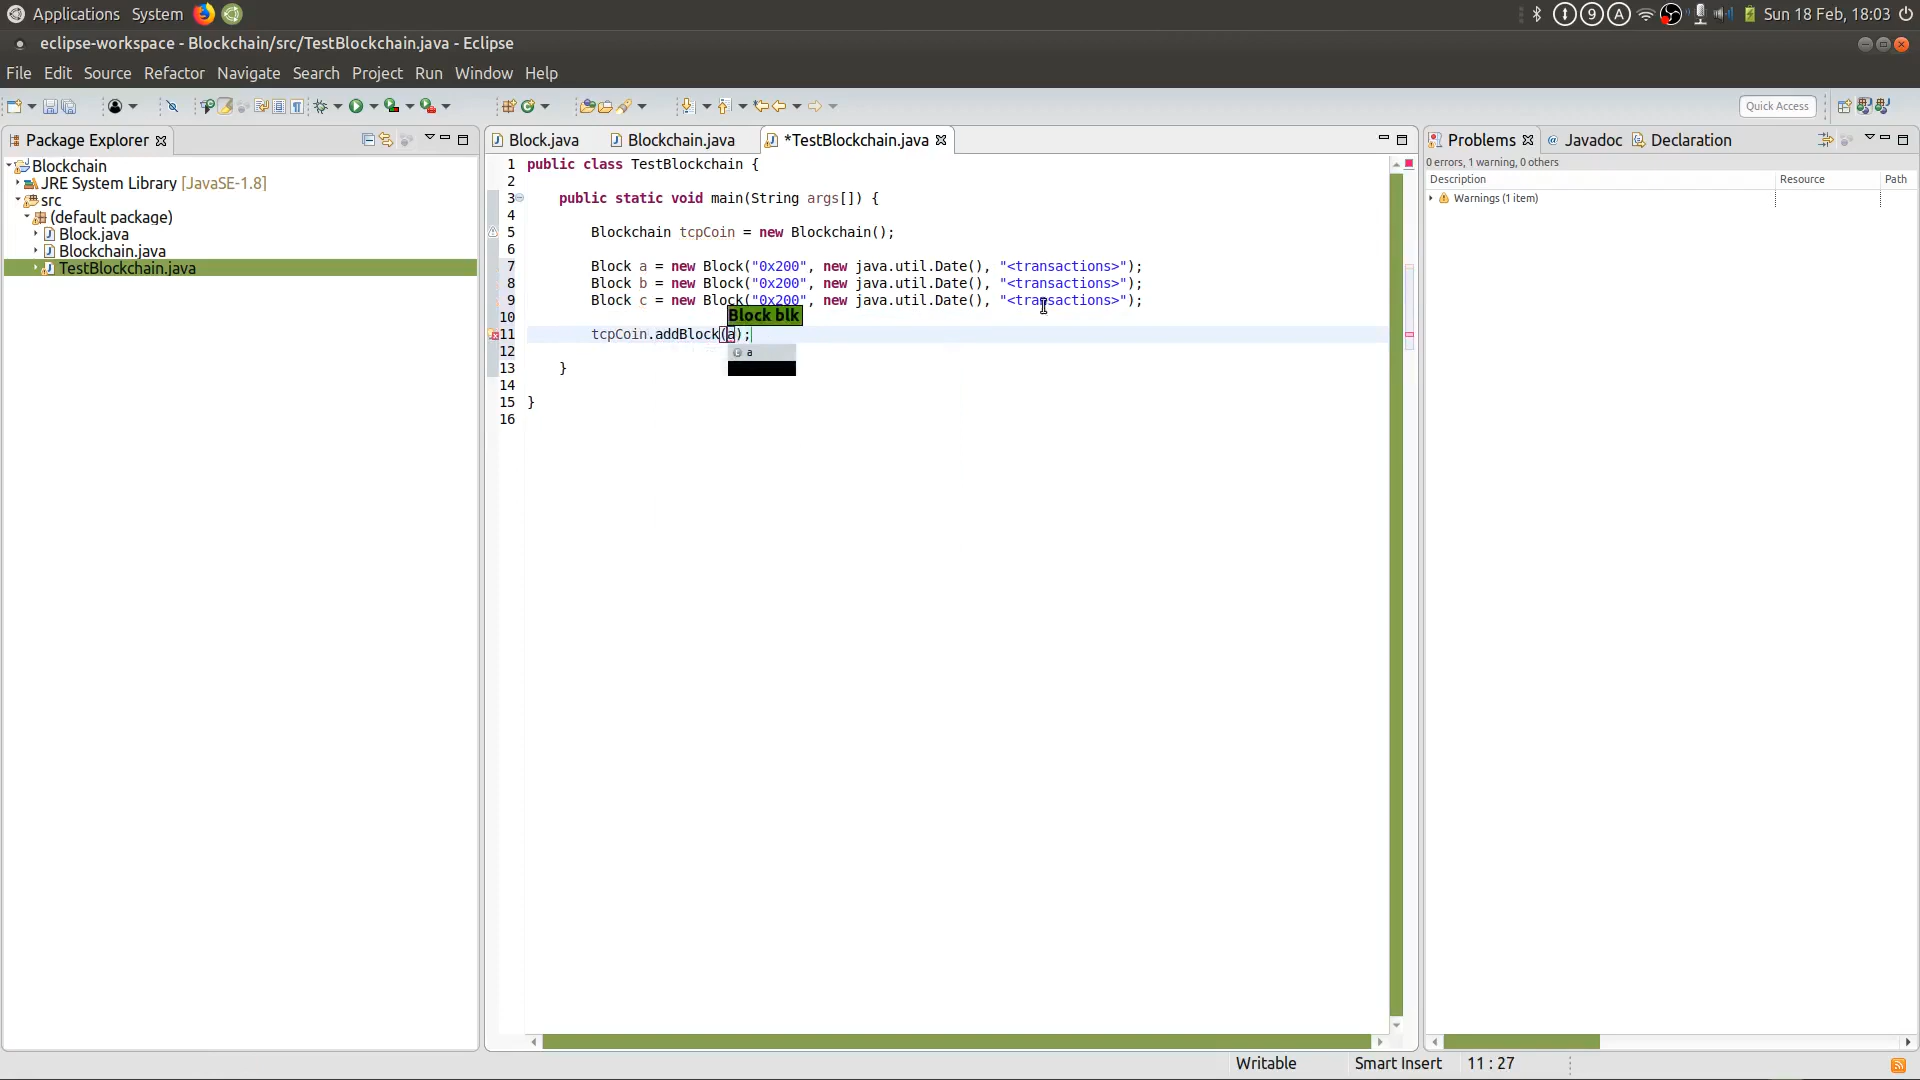 Applications System Sun 18 Feb, 18:03
eclipse-workspace - Blockchain/src/TestBlockchain.java - Eclipse
File Edit Source Refactor Navigate Search Project Run Window Help
Quick Access
Package Explorer
Blockchain
JRE System Library [JavaSE-1.8]
src
(default package)
Block.java
Blockchain.java
TestBlockchain.java
Block.java Blockchain.java *TestBlockchain.java
1 public class TestBlockchain {
2
3 public static void main(String args[]) {
4
5 Blockchain tcpCoin = new Blockchain();
6
7 Block a = new Block("0x200", new java.util.Date(), "<transactions>");
8 Block b = new Block("0x200", new java.util.Date(), "<transactions>");
9 Block c = new Block("0x200", new java.util.Date(), "<transactions>");
10
Block blk
11 tcpCoin.addBlock(a);
a
12
13 }
14
15 }
16
Problems Javadoc Declaration
0 errors, 1 warning, 0 others
Description Resource Path
Warnings (1 item)
Writable Smart Insert 11 : 27